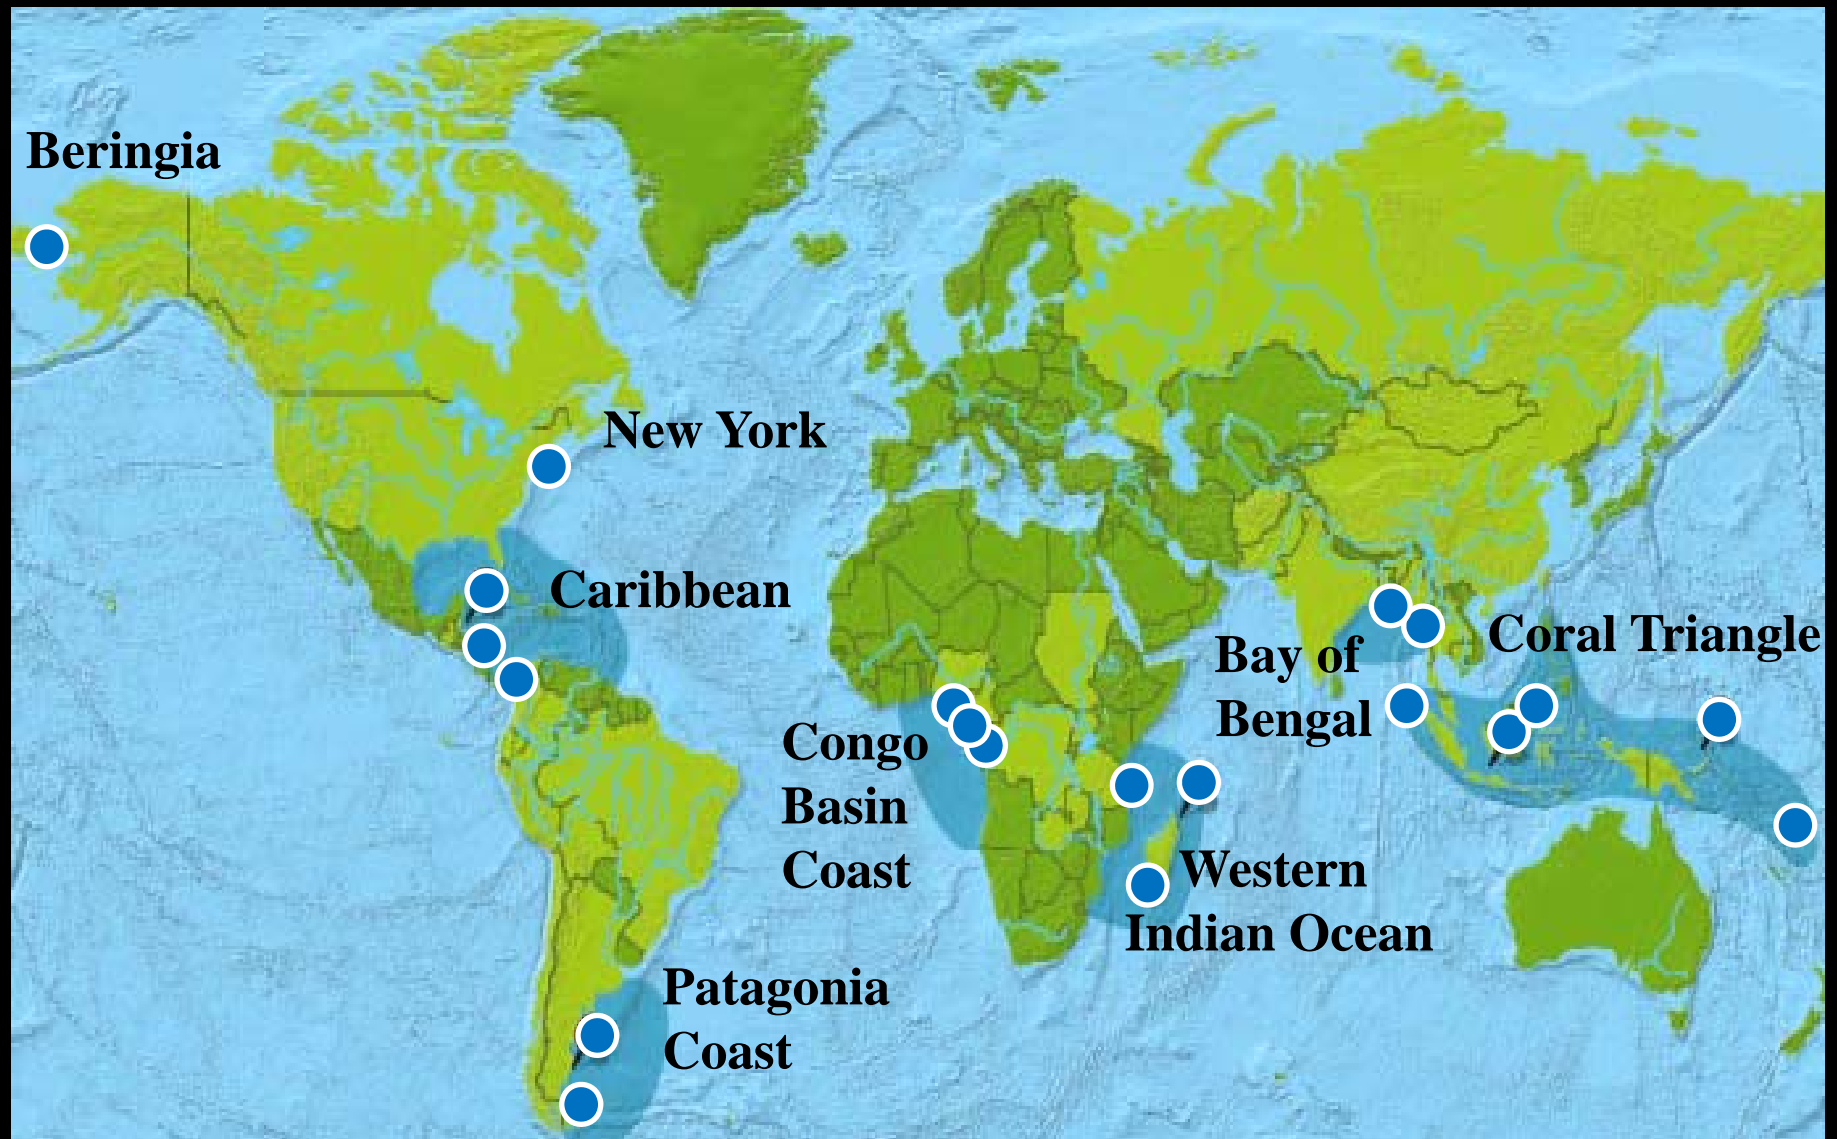 Beringia
New York
Caribbean
Bay of
Bengal
Coral Triangle
Congo
Basin
Coast
Western
Indian Ocean
Patagonia
Coast